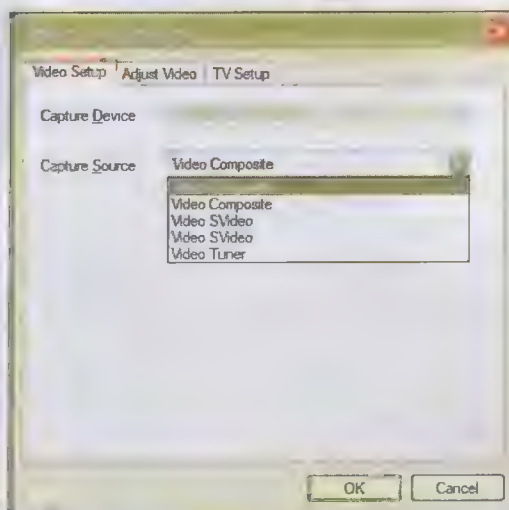 Video Setup Adjust Video TV Setup
Capture Device
Capture Source Video Composite
Video Composite
Video SVideo
Video SVideo
Video Tuner
OK Cancel